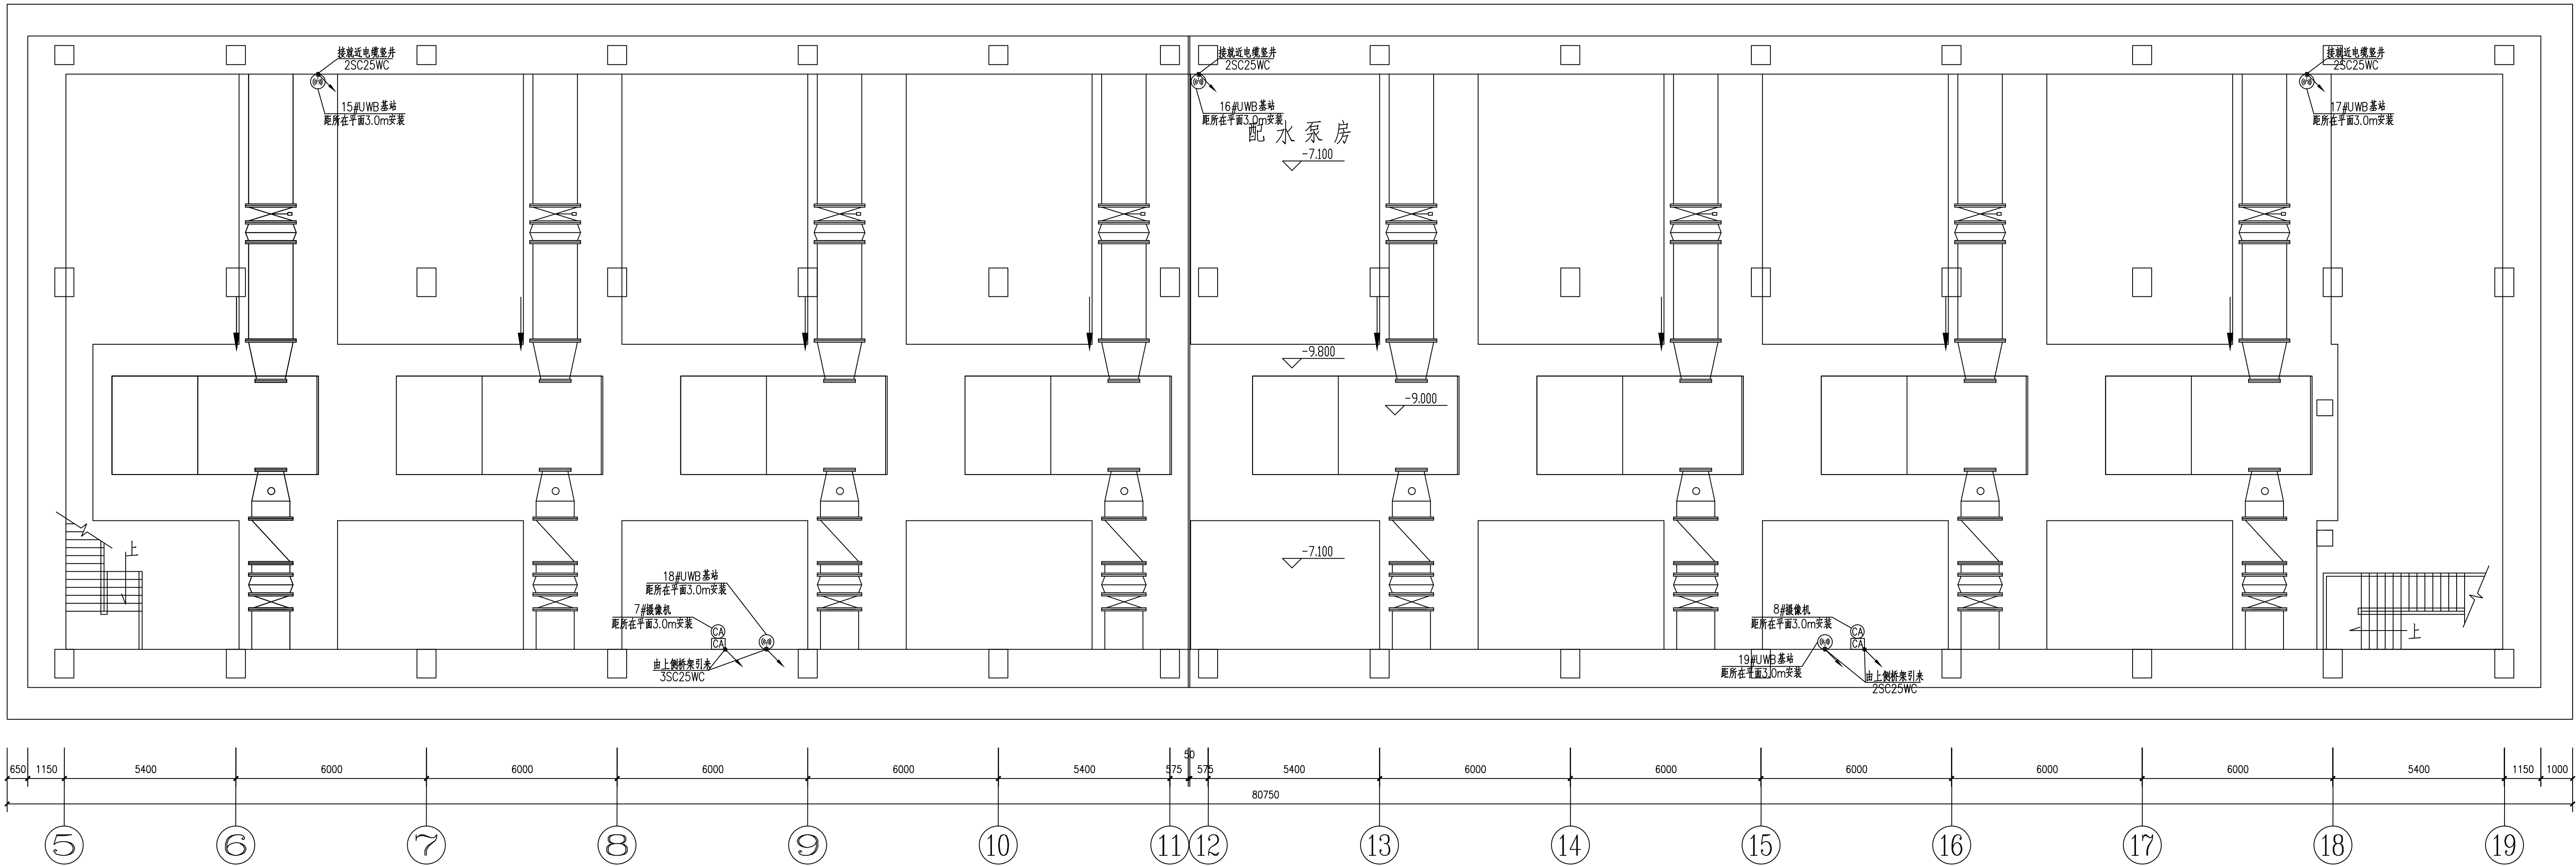 接就近电缆竖井
2SC25WC
15#UWB基站
距所在平面3.0m安装
接就近电缆竖井
2SC25WC
16#UWB基站
距所在平面3.0m安装
配水泵房
-7.100
接就近电缆竖井
2SC25WC
17#UWB基站
距所在平面3.0m安装
-9.800
-9.000
-7.100
上
18#UWB基站
距所在平面3.0m安装
7#摄像机
距所在平面3.0m安装
CA
CA
由上侧桥架引来
3SC25WC
8#摄像机
距所在平面3.0m安装
CA
CA
19#UWB基站
距所在平面3.0m安装
由上侧桥架引来
2SC25WC
上
650 1150 5400 6000 6000 6000 6000 5400 575 50 575 5400 6000 6000 6000 6000 6000 5400 1150 1000
80750
5 6 7 8 9 10 11 12 13 14 15 16 17 18 19